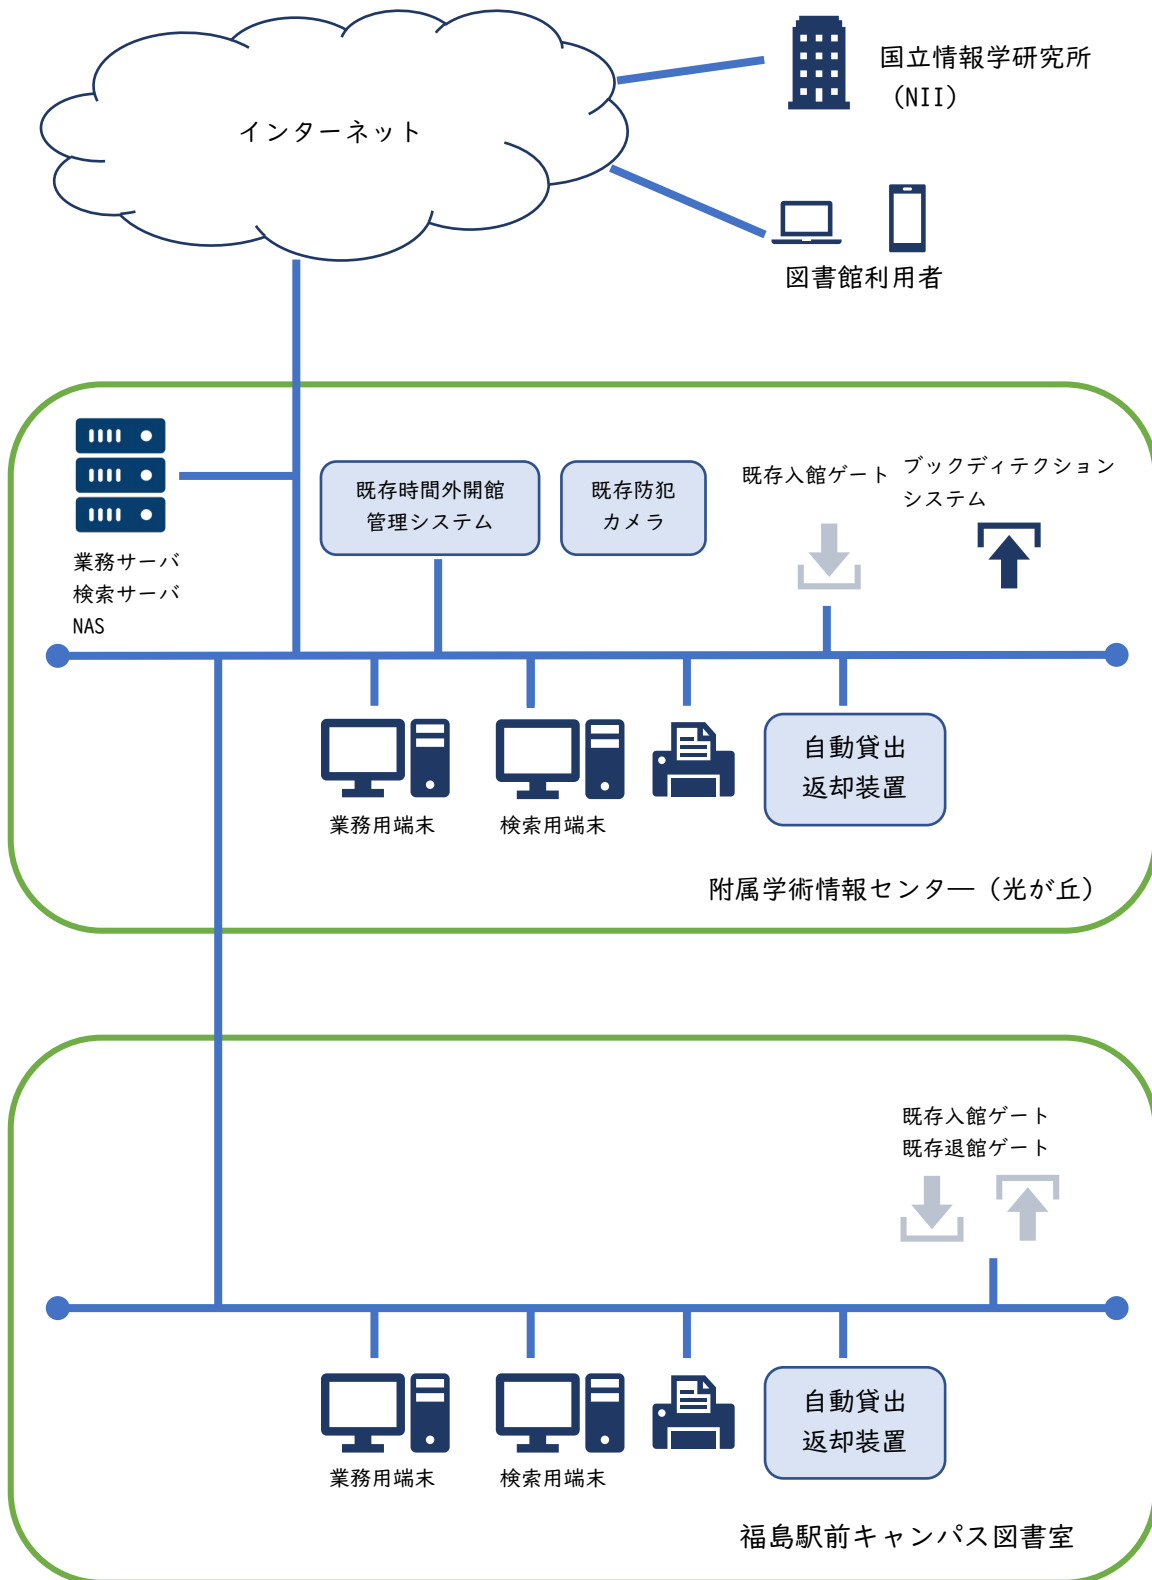 国立情報学研究所
（NII）
インターネット
図書館利用者
既存時間外開館
管理システム
既存防犯
カメラ
既存入館ゲート
ブックディテクション
システム
業務サーバ
検索サーバ
NAS
業務用端末
検索用端末
自動貸出
返却装置
附属学術情報センター（光が丘）
既存入館ゲート
既存退館ゲート
業務用端末
検索用端末
自動貸出
返却装置
福島駅前キャンパス図書室